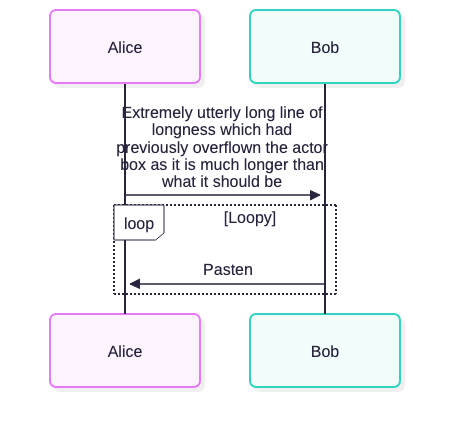 Alice
Bob
Extremely utterly long line of
longness which had
previously overflown the actor
box as it is much longer than
what it should be
loop
[Loopy]
Pasten
Alice
Bob